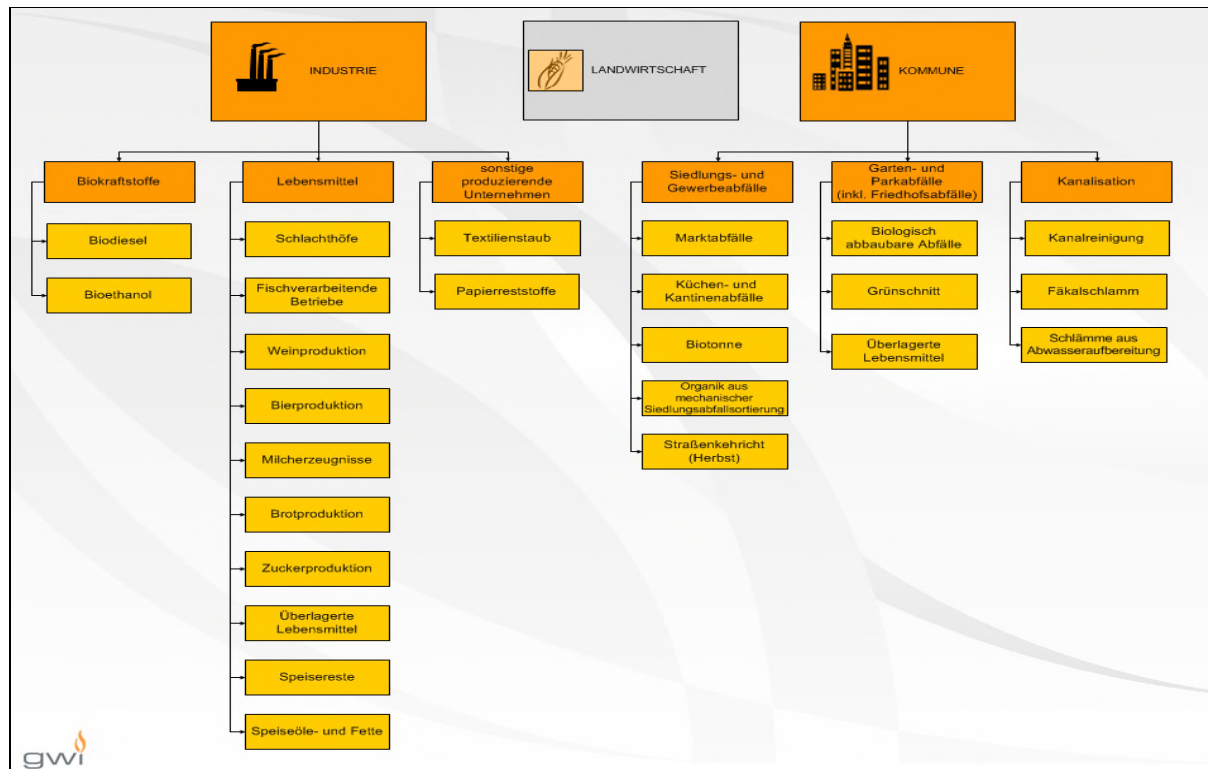 INDUSTRIE
LANDWIRTSCHAFT
KOMMUNE
Biokraftstoffe
Biodiesel
Bioethanol
Lebensmittel
Schlachthöfe
Fischverarbeitende
Betriebe
Weinproduktion
Bierproduktion
Milcherzeugnisse
Brotproduktion
Zuckerproduktion
Überlagerte
Lebensmittel
Speisereste
Speiseöle- und Fette
sonstige
produzierende
Unternehmen
Textilienstaub
Papierreststoffe
Siedlungs- und
Gewerbeabfälle
Marktabfälle
Küchen- und
Kantinenabfälle
Biotonne
Organik aus
mechanischer
Siedlungsabfallsortierung
Straßenkehricht
(Herbst)
Garten- und
Parkabfälle
(inkl. Friedhofsabfälle)
Biologisch
abbaubare Abfälle
Grünschnitt
Überlagerte
Lebensmittel
Kanalisation
Kanalreinigung
Fäkalschlamm
Schlämme aus
Abwasseraufbereitung
gwi